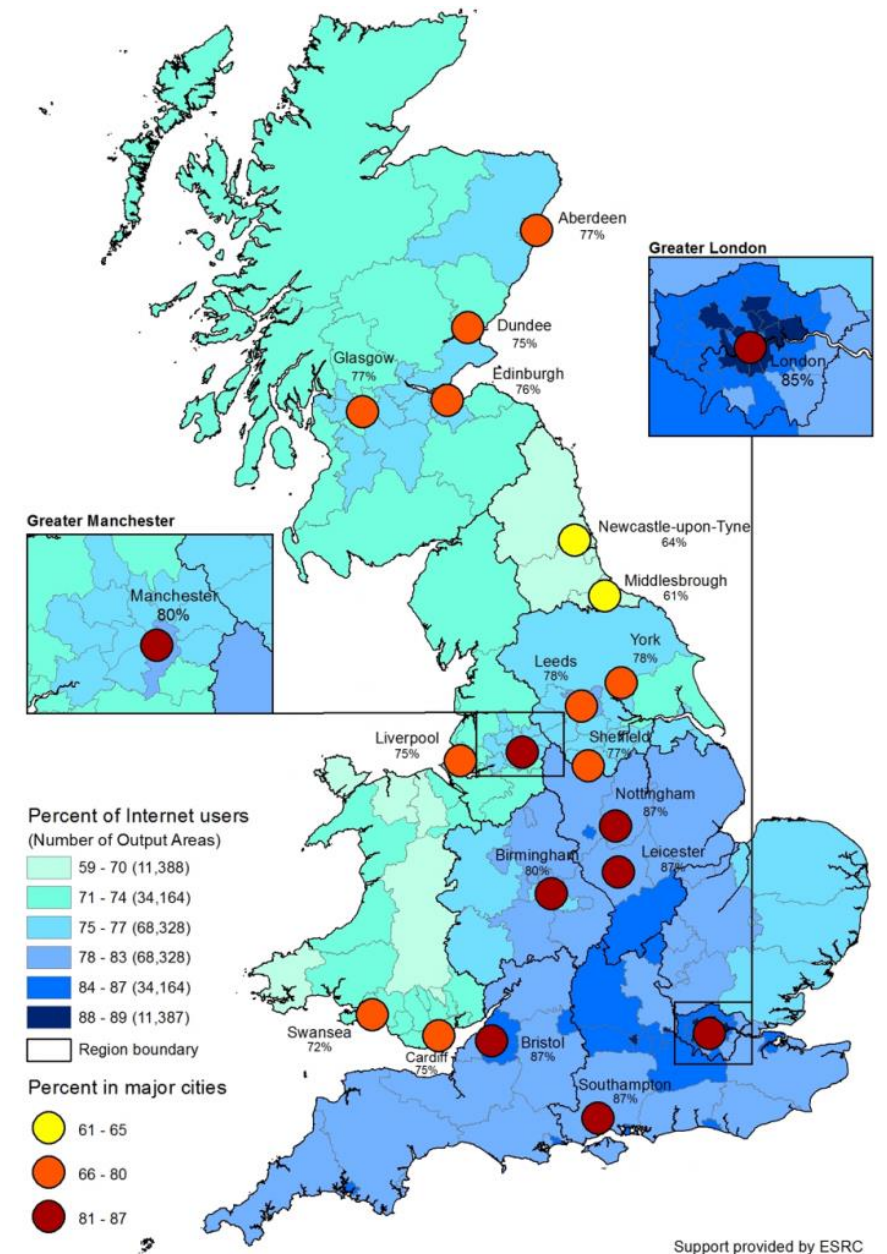 Aberdeen
77%
Greater London
London
85%
Dundee
75%
Glasgow
77%
Edinburgh
76%
Newcastle-upon-Tyne
64%
Greater Manchester
Manchester
80%
Middlesbrough
61%
York
78%
Leeds
78%
Liverpool
75%
Sheffield
77%
Nottingham
87%
Birmingham
80%
Leicester
87%
Percent of Internet users
(Number of Output Areas)
59 - 70 (11,388)
71 - 74 (34,164)
75 - 77 (68,328)
78 - 83 (68,328)
84 - 87 (34,164)
88 - 89 (11,387)
Region boundary
Swansea
72%
Cardiff
75%
Bristol
87%
Southampton
87%
Percent in major cities
61 - 65
66 - 80
81 - 87
Support provided by ESRC